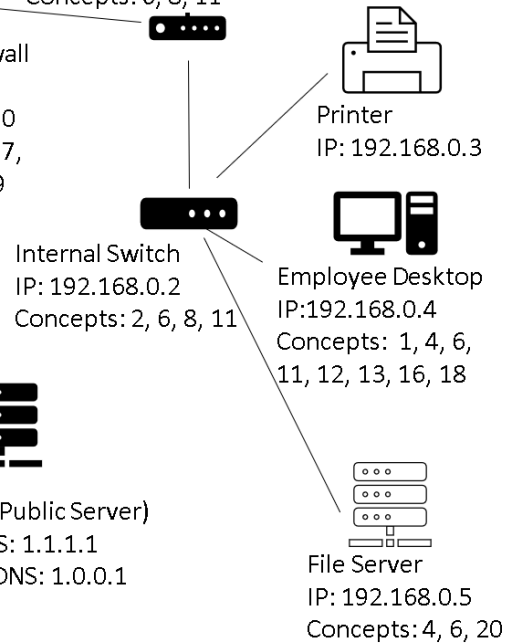 Printer
IP: 192.168.0.3
Internal Switch
IP: 192.168.0.2
Concepts: 2, 6, 8, 11
Employee Desktop
IP:192.168.0.4
Concepts:  1, 4, 6,
11, 12, 13, 16, 18
Public Server)
1.1.1.1
1.0.0.1
File Server
IP: 192.168.0.5
Concepts: 4, 6, 20